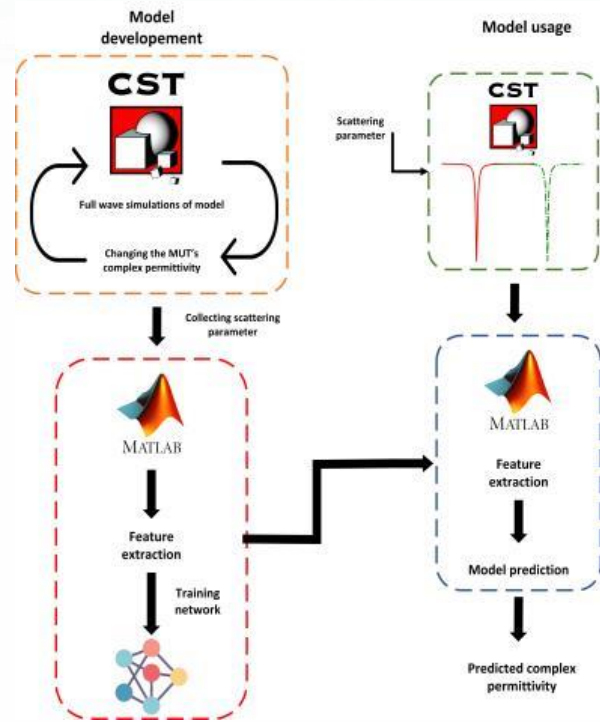 Model
developement
CST
Full wave simulations of model
Changing the MUT's
complex permittivity
Collecting scattering
parameter
MATLAB
Feature
extraction
Training
network
Model usage
CST
Scattering
parameter
MATLAB
Feature
extraction
Model prediction
Predicted complex
permittivity